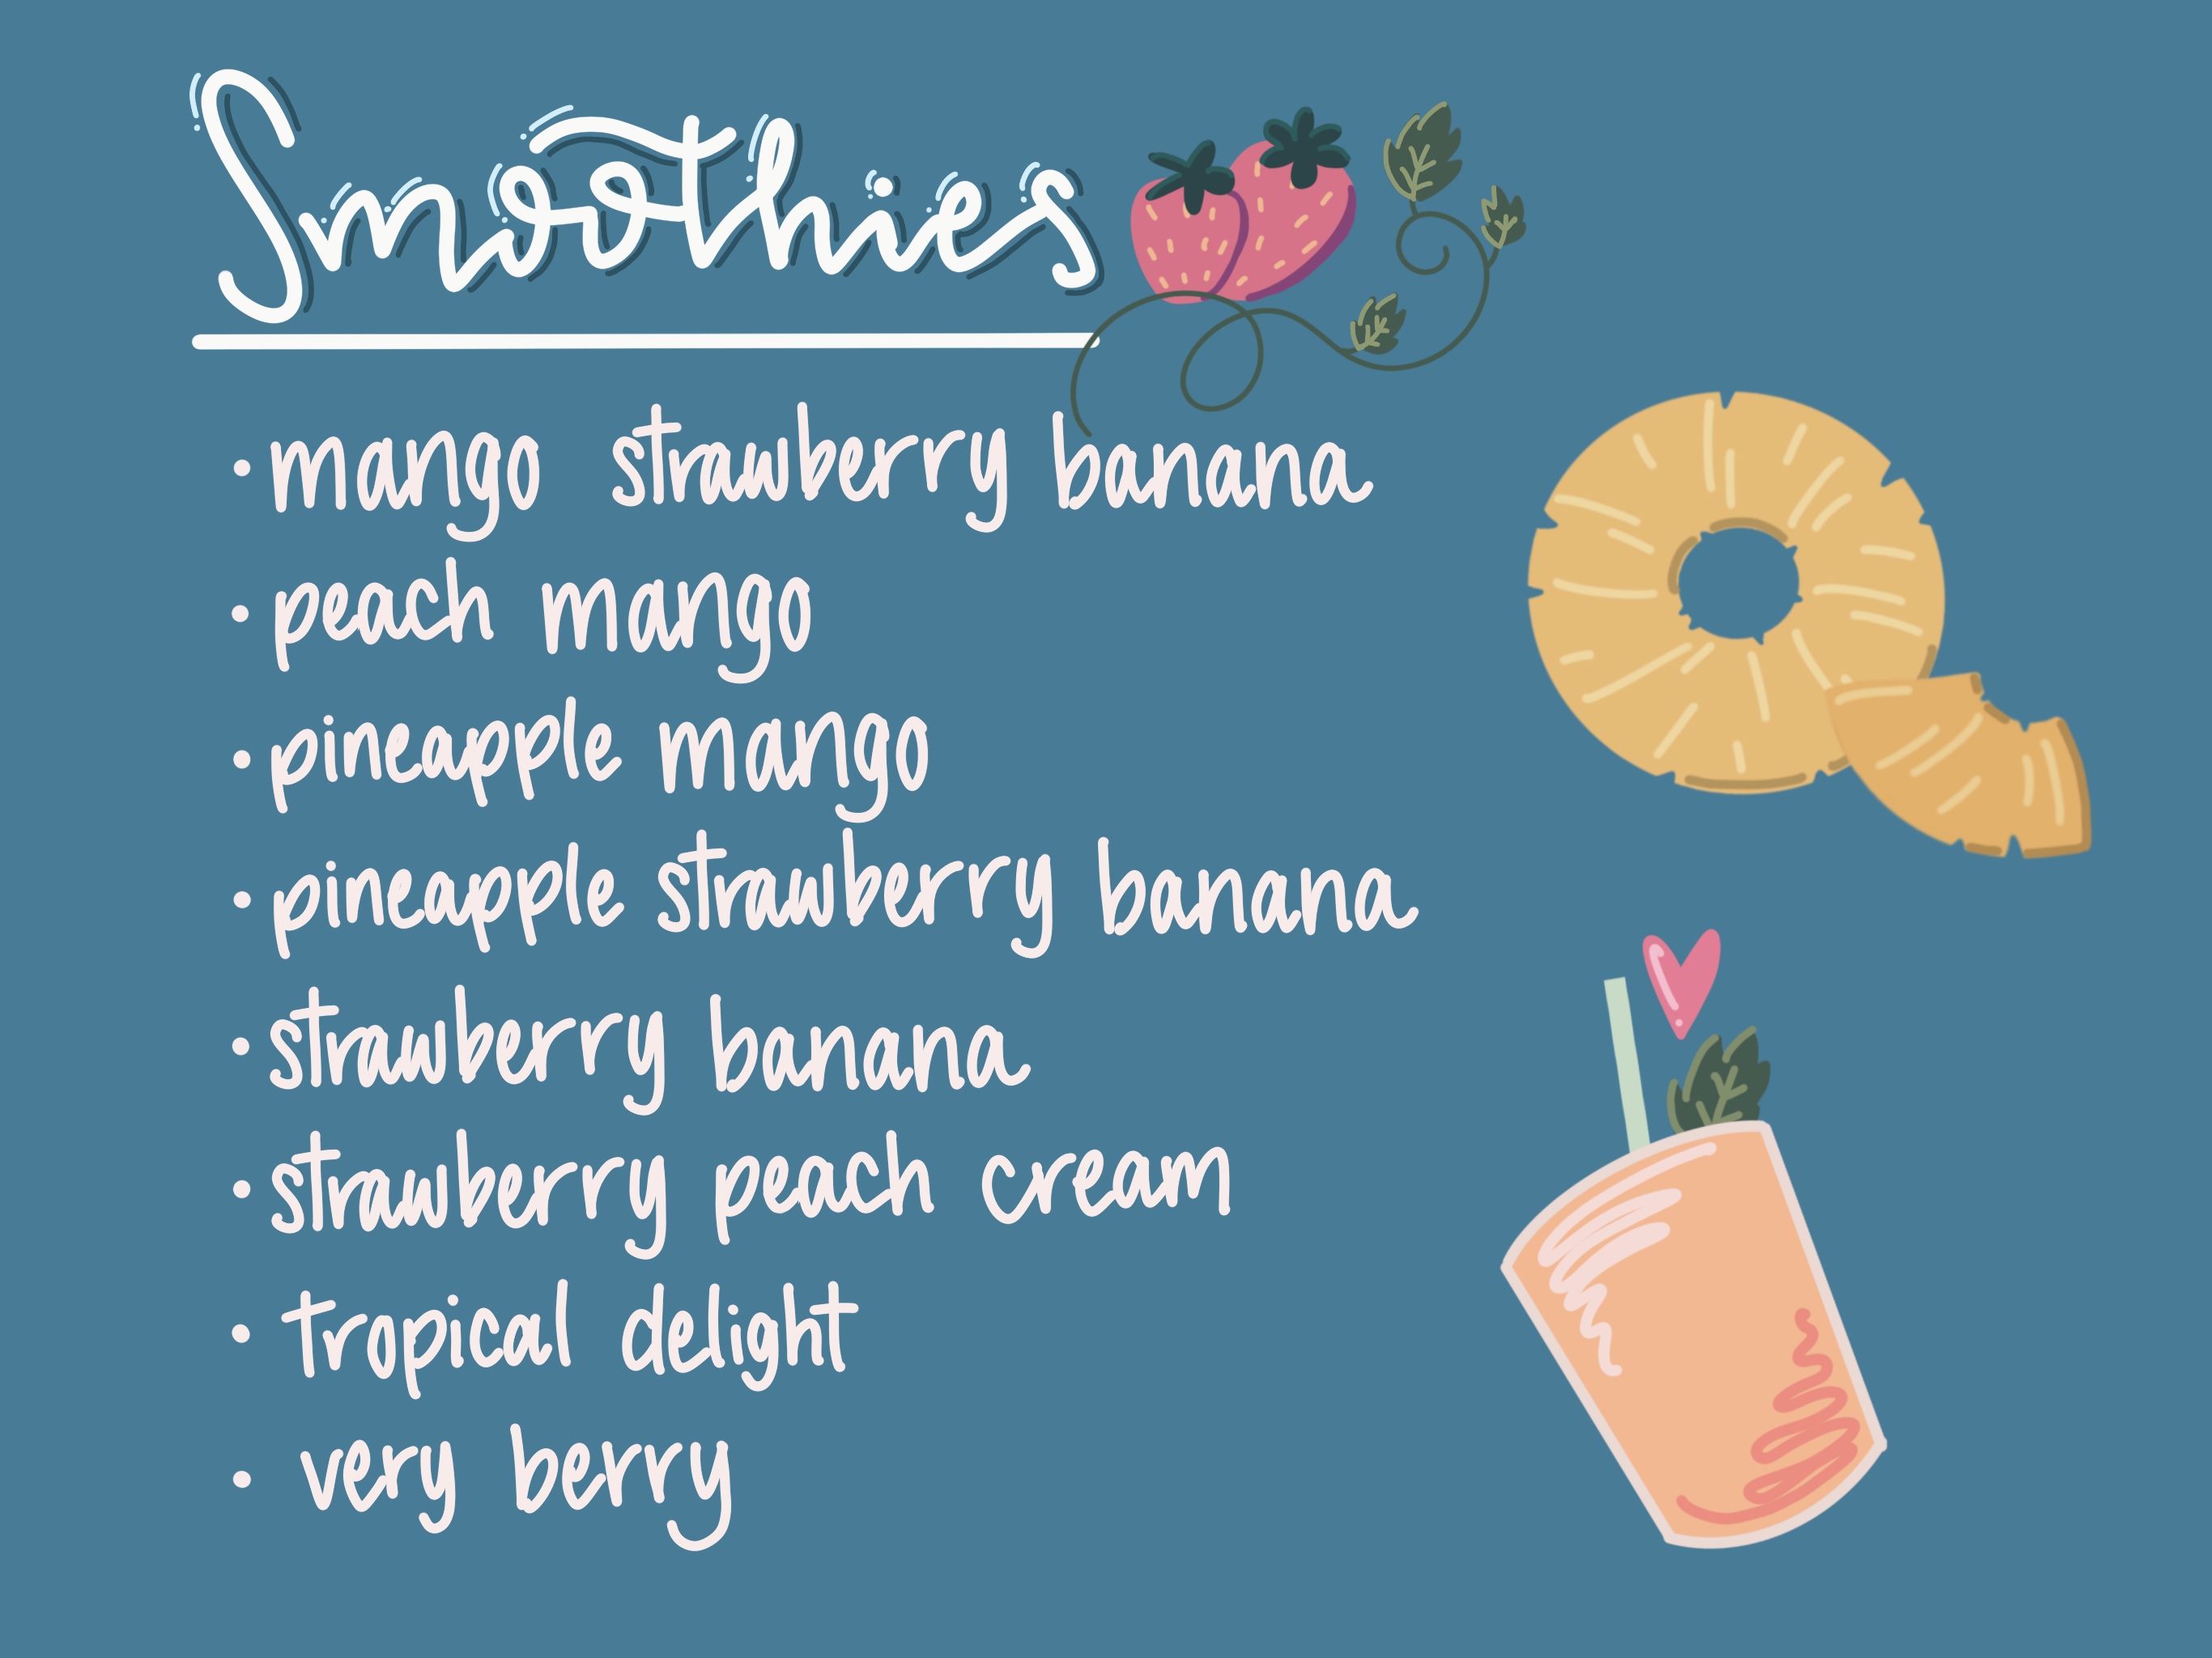 Smoothies
• mango strawberry banana
• peach mango
• pineapple mango
• pineapple strawberry banana
• strawberry banana
• strawberry peach cream
• tropical delight
• very berry